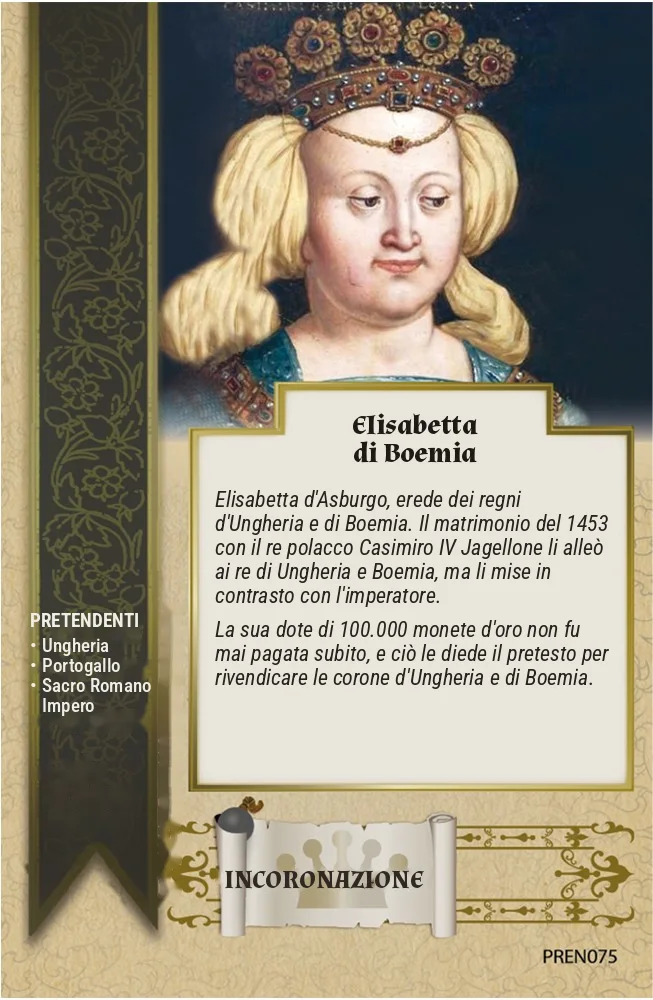 Elisabetta
di Boemia
Elisabetta d'Asburgo, erede dei regni
d'Ungheria e di Boemia. Il matrimonio del 1453
con il re polacco Casimiro IV Jagellone li alleò
ai re di Ungheria e Boemia, ma li mise in
contrasto con l'imperatore.
La sua dote di 100.000 monete d'oro non fu
mai pagata subito, e ciò le diede il pretesto per
rivendicare le corone d'Ungheria e di Boemia.
PRETENDENTI
• Ungheria
• Portogallo
• Sacro Romano
Impero
INCORONAZIONE
PREN075